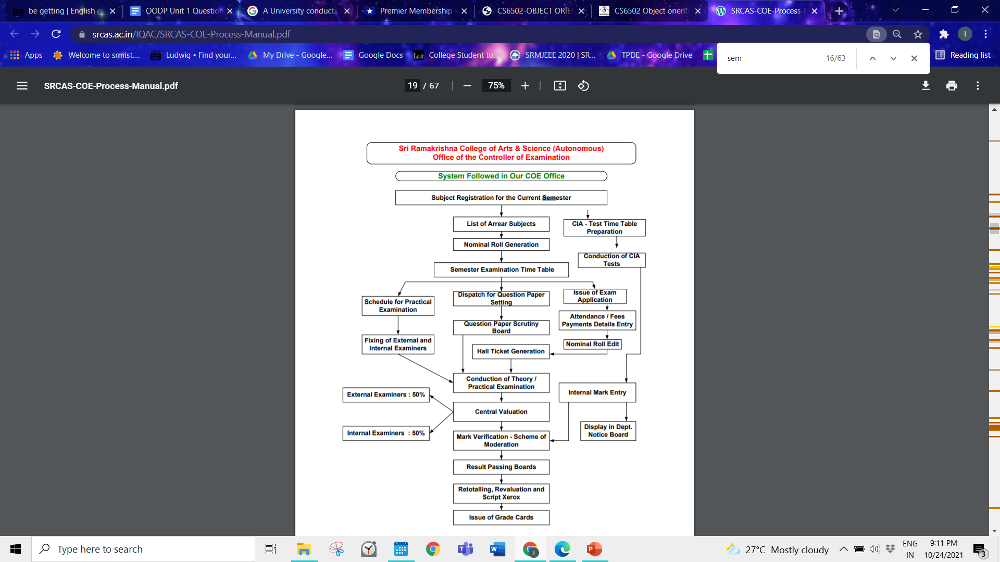 be getting | English e
OODP Unit 1 Questio
A University conducts
Premier Membership
CS6502-OBJECT ORIE
CS6502 Object orient
SRCAS-COE-Process-
srcas.ac.in/IQAC/SRCAS-COE-Process-Manual.pdf
I
Apps
Welcome to srmist....
Ludwig • Find your...
My Drive - Google...
Google Docs
College Student to...
SRMJEEE 2020 | SR...
TPDE - Google Drive
Reading list
sem
16/63
SRCAS-COE-Process-Manual.pdf
19 / 67
75%
Sri Ramakrishna College of Arts & Science (Autonomous)
Office of the Controller of Examination
System Followed in Our COE Office
Subject Registration for the Current Semester
List of Arrear Subjects
CIA - Test Time Table
Preparation
Nominal Roll Generation
Conduction of CIA
Tests
Semester Examination Time Table
Schedule for Practical
Examination
Dispatch for Question Paper
Setting
Issue of Exam
Application
Attendance / Fees
Payments Details Entry
Question Paper Scrutiny
Board
Fixing of External and
Internal Examiners
Nominal Roll Edit
Hall Ticket Generation
Conduction of Theory /
Practical Examination
Internal Mark Entry
External Examiners : 50%
Central Valuation
Internal Examiners : 50%
Display in Dept.
Notice Board
Mark Verification - Scheme of
Moderation
Result Passing Boards
Retotalling, Revaluation and
Script Xerox
Issue of Grade Cards
Type here to search
27°C Mostly cloudy
ENG
IN
9:11 PM
10/24/2021
3